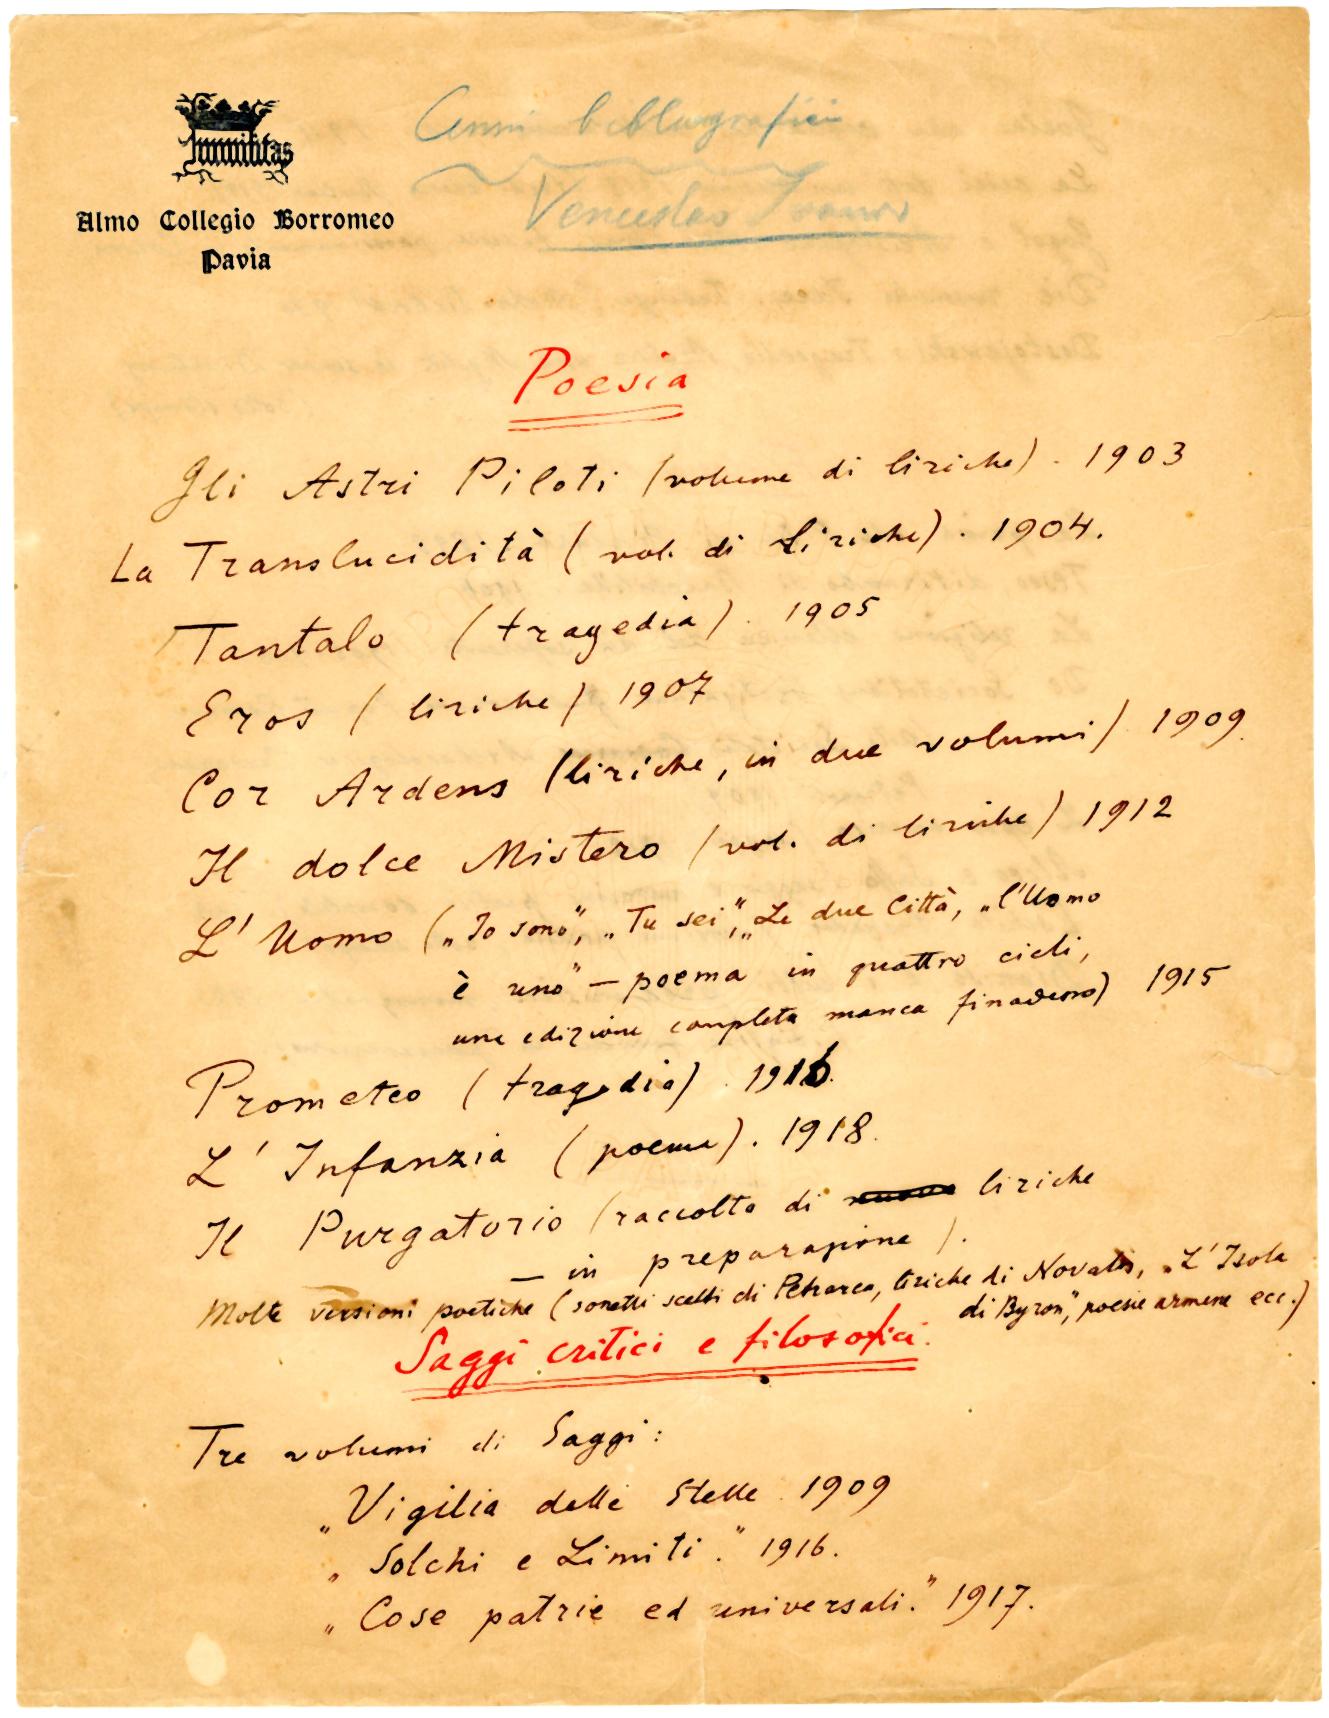 Humilitas
Almo Collegio Borromeo
Pavia
Cenni bibliografici
Venceslao Ivanov
Poesia
Gli Astri Piloti (volume di liriche). 1903
La Translucidità (vol. di Liriche). 1904.
Tantalo (tragedia). 1905
Eros (liriche) 1907
Cor Ardens (liriche, in due volumi) 1909.
Il dolce Mistero (vol. di liriche) 1912
L'Uomo („Io sono", „Tu sei", „Le due Città, „l'Uomo
è uno" — poema in quattro cicli,
una edizione completa manca finadesso) 1915
Prometeo (tragedia). 1916.
L'Infanzia (poema). 1918.
Il Purgatorio (raccolta di nuove liriche
— in preparazione).
Molte versioni poetiche (sonetti scelti di Petrarca, liriche di Novalis, „L'Isola
di Byron", poesie armene ecc.)
Saggi critici e filosofici.
Tre volumi di Saggi:
„Vigilia delle Stelle 1909
„Solchi e Limiti." 1916.
„Cose patrie ed universali." 1917.